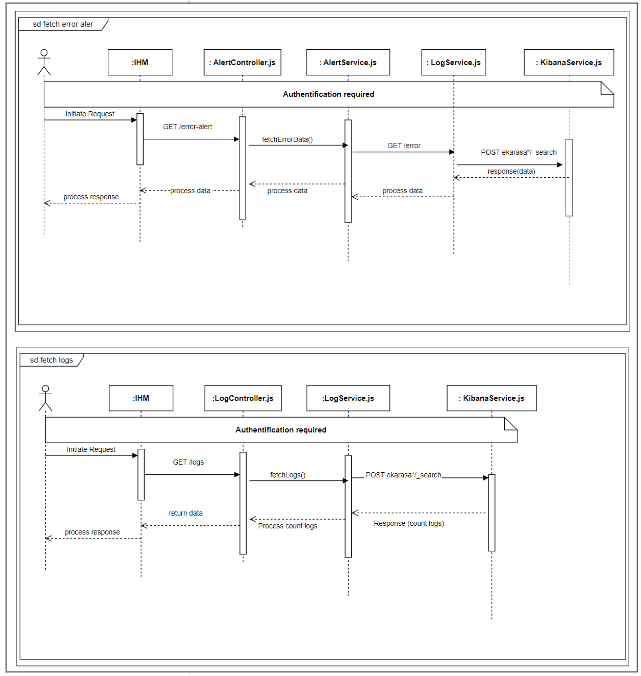 sd fetch error aler
:IHM
: AlertController.js
: AlertService.js
: LogService.js
: KibanaService.js
Authentification required
Initiate Request
GET /error-alert
fetchErrorData()
GET /error
POST ekarasa*/_search
response(data)
process data
process data
process data
process response
sd fetch logs
:IHM
:LogController.js
:LogService.js
: KibanaService.js
Authentification required
Initiate Request
GET /logs
fetchLogs()
POST ekarasa*/_search
Response (count logs)
Process count logs
return data
process response